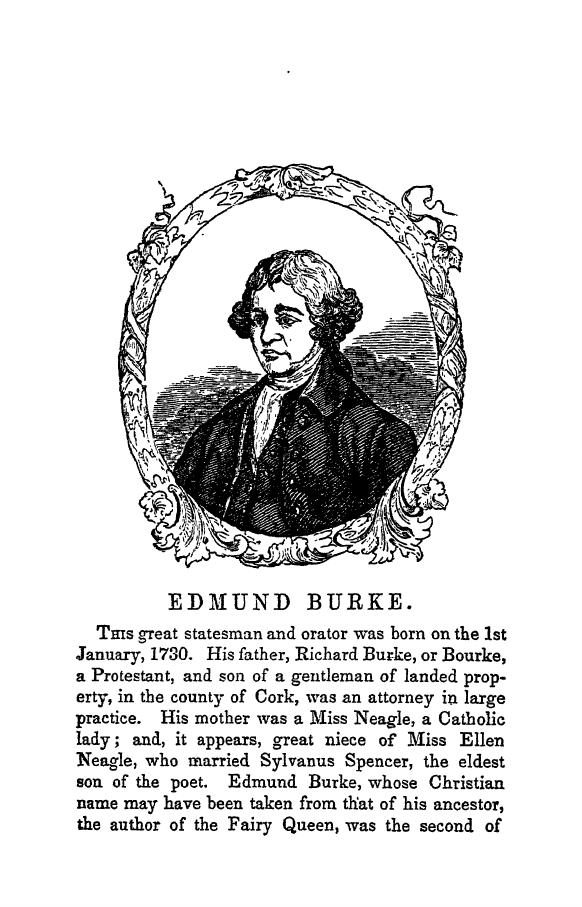 EDMUND BURKE.
This great statesman and orator was born on the 1st
January, 1730. His father, Richard Burke, or Bourke,
a Protestant, and son of a gentleman of landed prop-
erty, in the county of Cork, was an attorney in large
practice. His mother was a Miss Neagle, a Catholic
lady; and, it appears, great niece of Miss Ellen
Neagle, who married Sylvanus Spencer, the eldest
son of the poet. Edmund Burke, whose Christian
name may have been taken from that of his ancestor,
the author of the Fairy Queen, was the second of